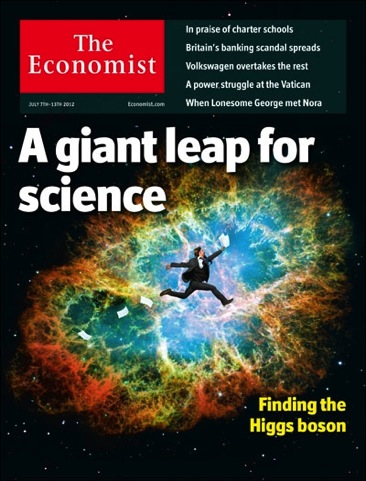 The
Economist
JULY 7TH–13TH 2012
Economist.com
In praise of charter schools
Britain's banking scandal spreads
Volkswagen overtakes the rest
A power struggle at the Vatican
When Lonesome George met Nora
A giant leap for
science
Finding the
Higgs boson